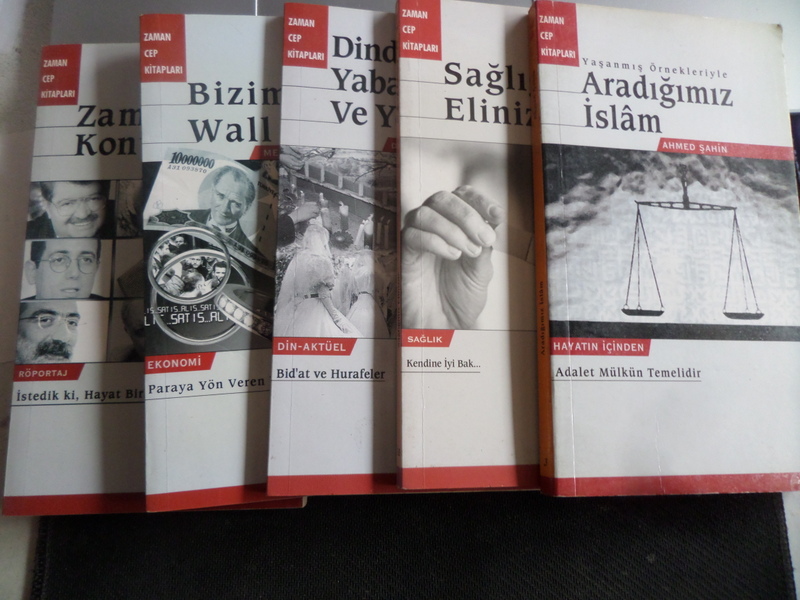 ZAMAN
CEP
KİTAPLARI
Zam
Kon
RÖPORTAJ
İstedik ki, Hayat Bir
ZAMAN
CEP
KİTAPLARI
Bizim
Wall
10000000
EKONOMİ
Paraya Yön Veren
ZAMAN
CEP
KİTAPLARI
Dind
Yaba
Ve Y
DİN-AKTÜEL
Bid'at ve Hurafeler
ZAMAN
CEP
KİTAPLARI
Sağlı
Eliniz
SAĞLIK
Kendine İyi Bak...
ZAMAN
CEP
KİTAPLARI
Yaşanmış Örnekleriyle
Aradığımız
İslâm
AHMED ŞAHİN
HAYATIN İÇİNDEN
Adalet Mülkün Temelidir
Aradığımız İslâm